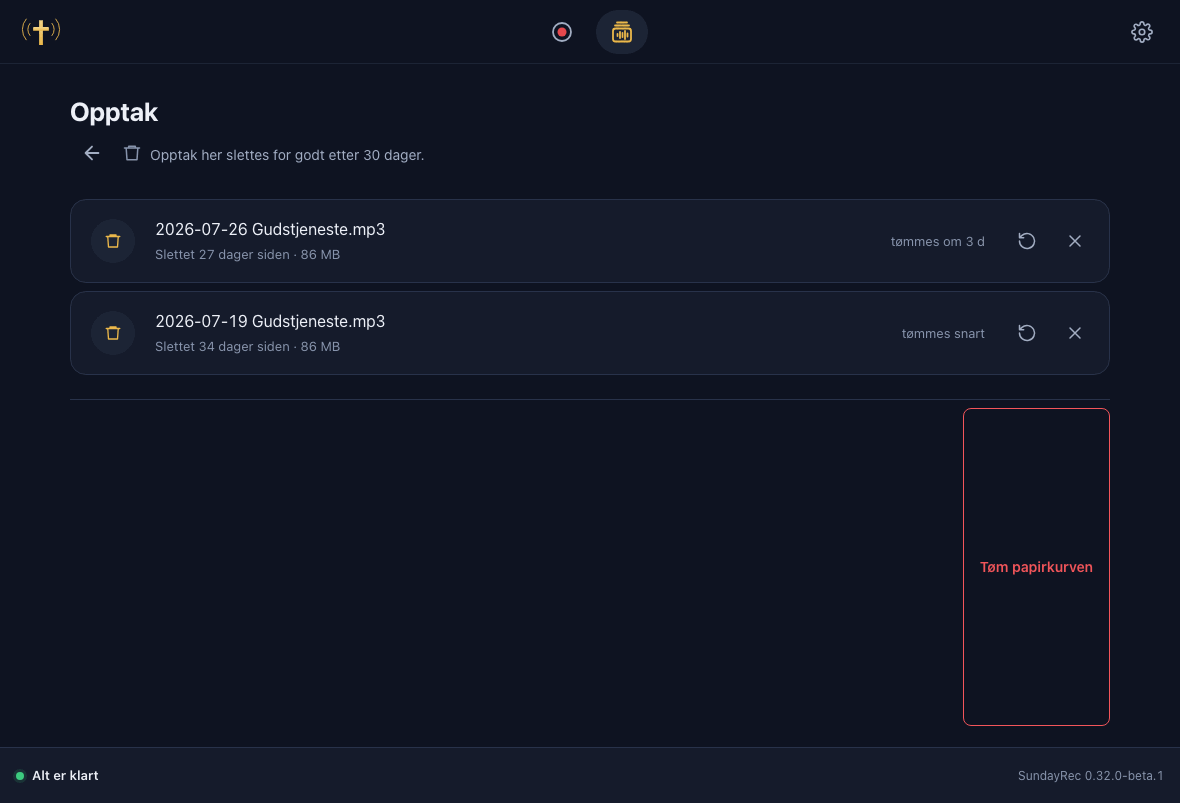 Opptak
Opptak her slettes for godt etter 30 dager.
2026-07-26 Gudstjeneste.mp3
Slettet 27 dager siden · 86 MB
tømmes om 3 d
2026-07-19 Gudstjeneste.mp3
Slettet 34 dager siden · 86 MB
tømmes snart
Tøm papirkurven
Alt er klart
SundayRec 0.32.0-beta.1